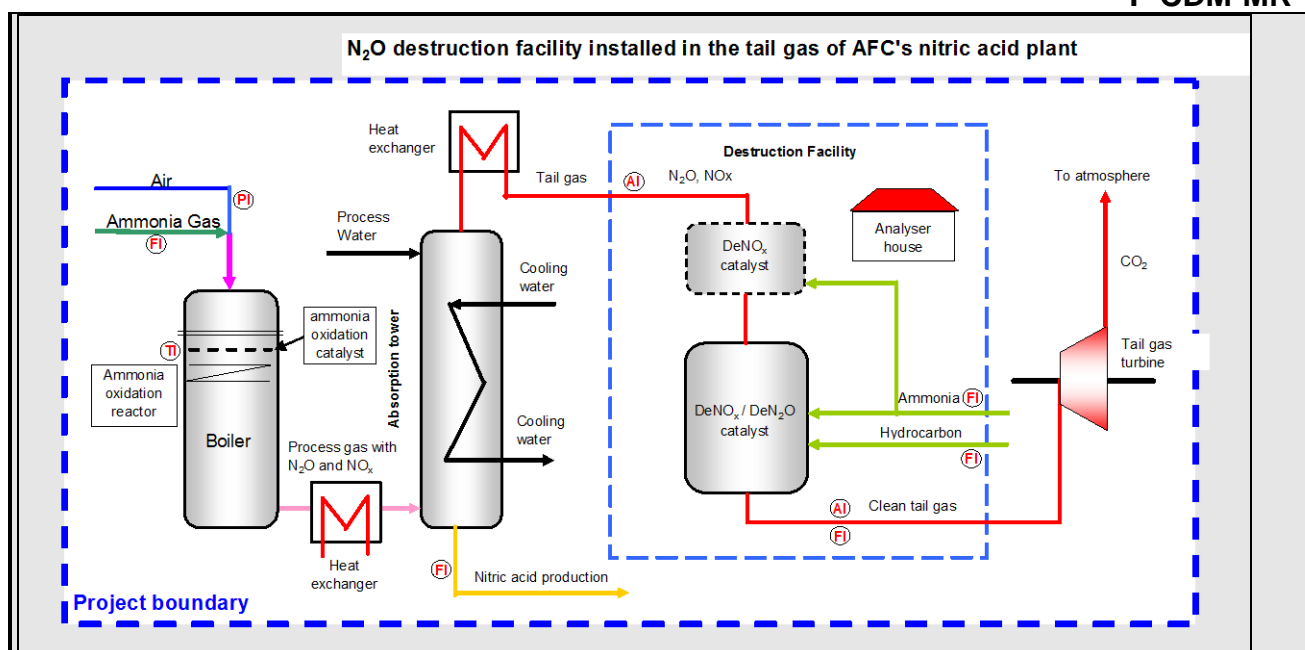 F-CDM-MR
N₂O destruction facility installed in the tail gas of AFC's nitric acid plant
Heat
exchanger
Destruction Facility
Air
PI
Ammonia Gas
FI
Tail gas
AI
N₂O, NOx
To atmosphere
Process
Water
Analyser
house
DeNOₓ
catalyst
CO₂
Cooling
water
ammonia
oxidation
catalyst
TI
Ammonia
oxidation
reactor
Absorption tower
Tail gas
turbine
Boiler
Ammonia
FI
DeNOₓ / DeN₂O
catalyst
Hydrocarbon
FI
Cooling
water
Process gas with
N₂O and NOₓ
AI
Clean tail gas
FI
Heat
exchanger
FI
Nitric acid production
Project boundary